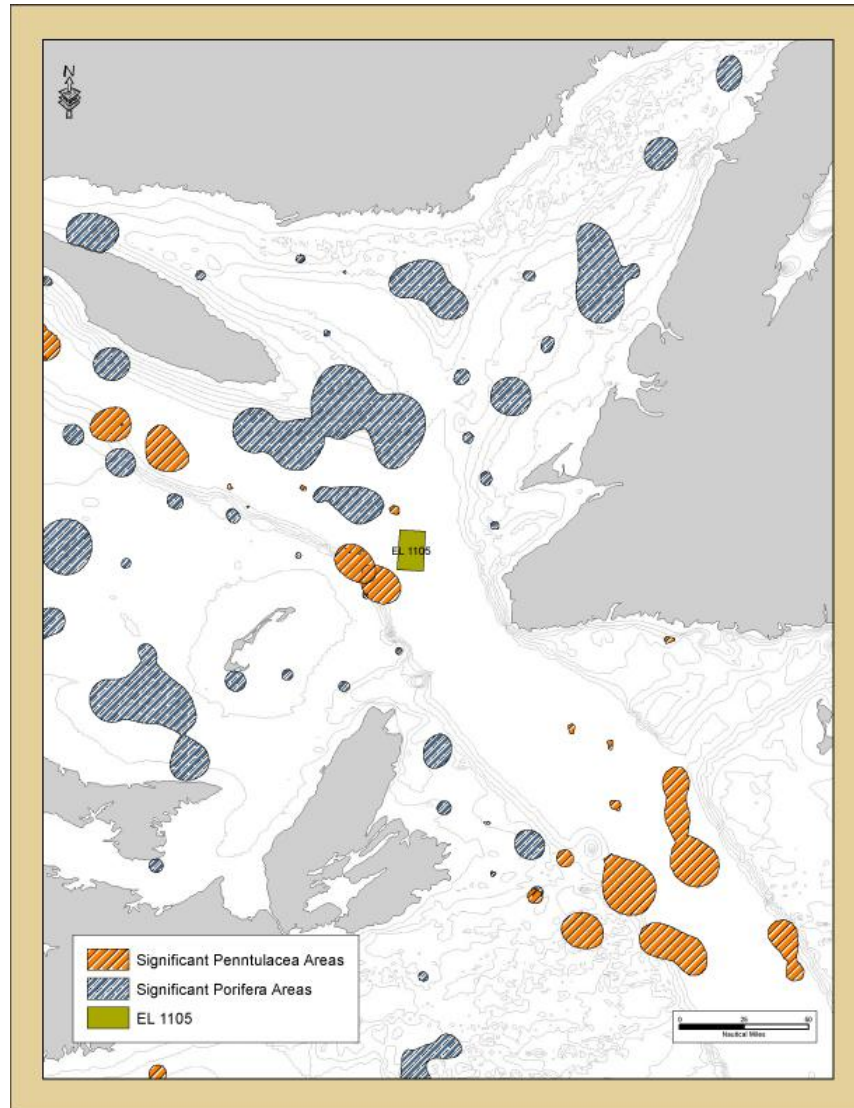 N
EL 1105
Significant Penntulacea Areas
Significant Porifera Areas
EL 1105
0 25 50
Nautical Miles